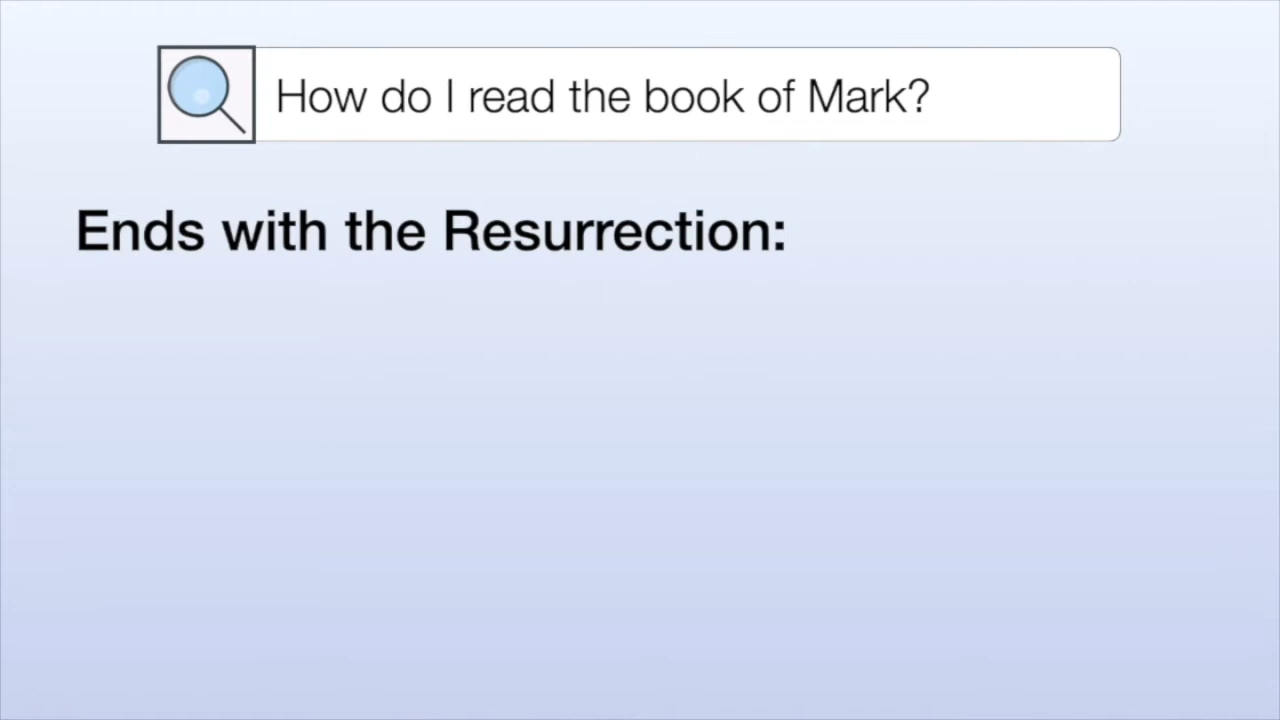 How do I read the book of Mark?
Ends with the Resurrection: